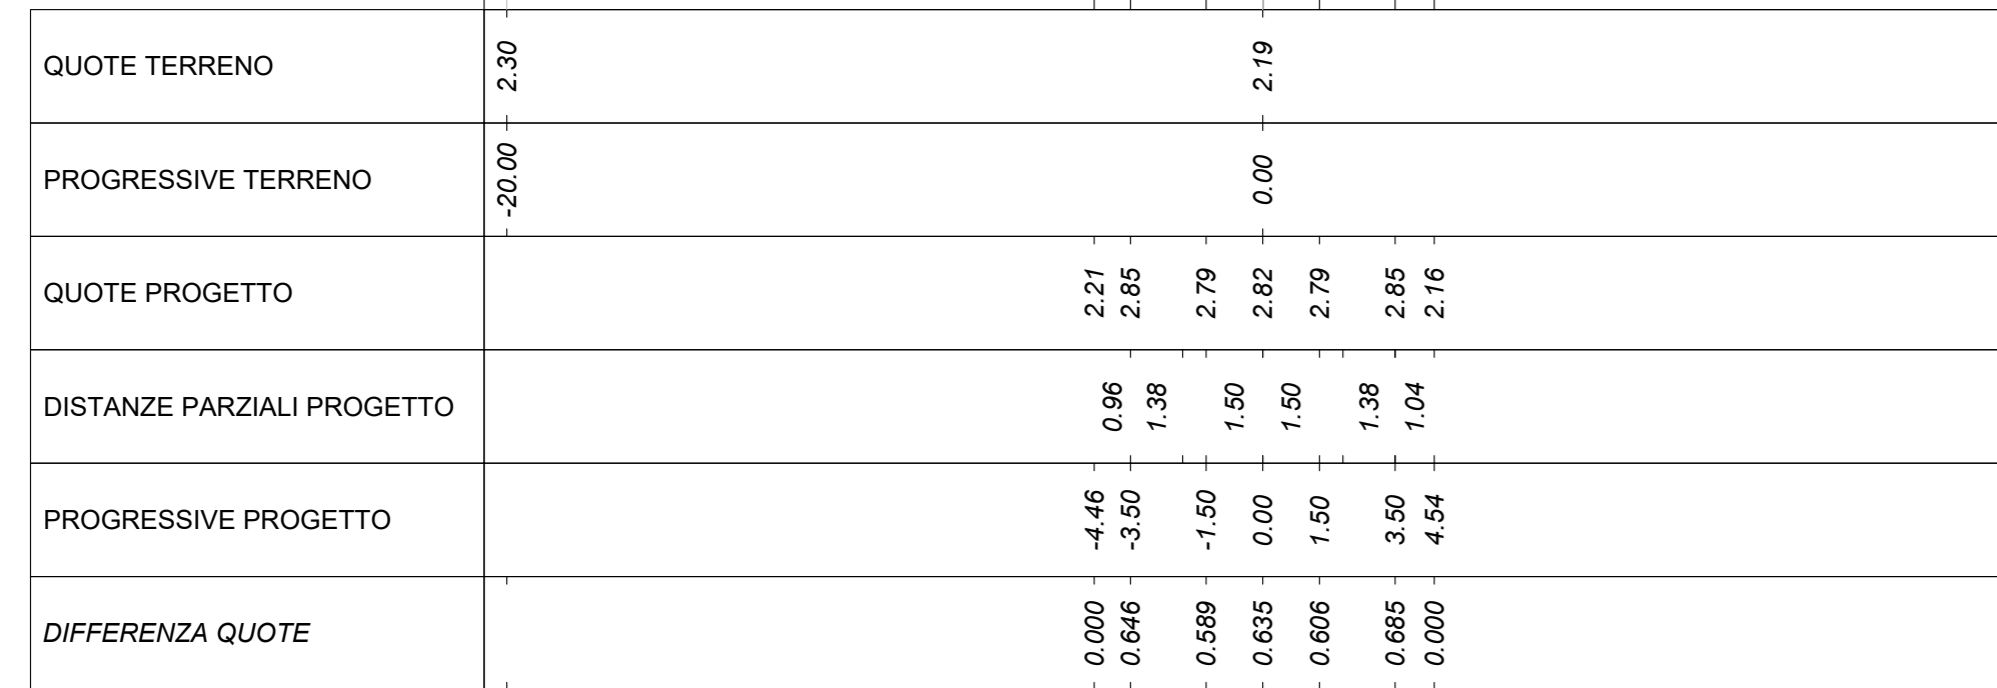 QUOTE TERRENO 2.30 2.19
PROGRESSIVE TERRENO -20.00 0.00
QUOTE PROGETTO 2.21 2.85 2.79 2.82 2.79 2.85 2.16
DISTANZE PARZIALI PROGETTO 0.96 1.38 1.50 1.50 1.38 1.04
PROGRESSIVE PROGETTO -4.46 -3.50 -1.50 0.00 1.50 3.50 4.54
DIFFERENZA QUOTE 0.000 0.646 0.589 0.635 0.606 0.685 0.000